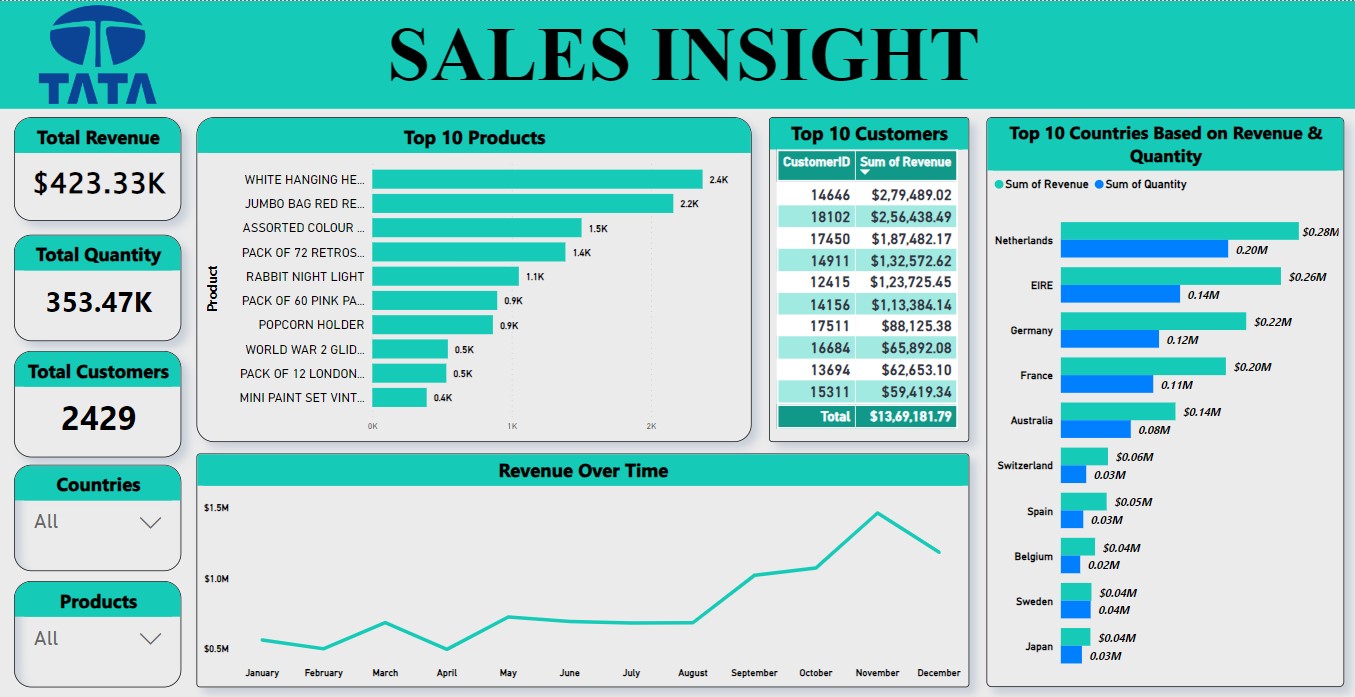 TATA
SALES INSIGHT
Total Revenue
$423.33K
Total Quantity
353.47K
Total Customers
2429
Countries
All
Products
All
Top 10 Products
Product
WHITE HANGING HE... 2.4K
JUMBO BAG RED RE... 2.2K
ASSORTED COLOUR ... 1.5K
PACK OF 72 RETROS... 1.4K
RABBIT NIGHT LIGHT 1.1K
PACK OF 60 PINK PA... 0.9K
POPCORN HOLDER 0.9K
WORLD WAR 2 GLID... 0.5K
PACK OF 12 LONDON... 0.5K
MINI PAINT SET VINT... 0.4K
0K 1K 2K
Top 10 Customers
CustomerID Sum of Revenue
14646 $2,79,489.02
18102 $2,56,438.49
17450 $1,87,482.17
14911 $1,32,572.62
12415 $1,23,725.45
14156 $1,13,384.14
17511 $88,125.38
16684 $65,892.08
13694 $62,653.10
15311 $59,419.34
Total $13,69,181.79
Revenue Over Time
$1.5M
$1.0M
$0.5M
January February March April May June July August September October November December
Top 10 Countries Based on Revenue &
Quantity
Sum of Revenue Sum of Quantity
Netherlands $0.28M 0.20M
EIRE $0.26M 0.14M
Germany $0.22M 0.12M
France $0.20M 0.11M
Australia $0.14M 0.08M
Switzerland $0.06M 0.03M
Spain $0.05M 0.03M
Belgium $0.04M 0.02M
Sweden $0.04M 0.04M
Japan $0.04M 0.03M